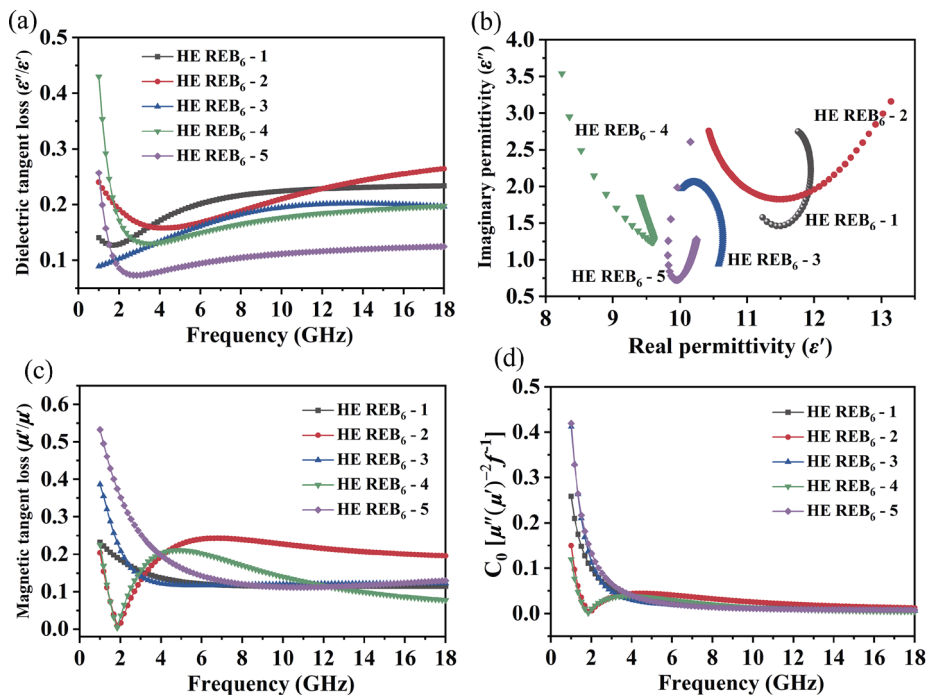 (a)
0.5
0.4
0.3
0.2
0.1
0.0
Dielectric tangent loss (ε″/ε′)
HE REB₆ - 1
HE REB₆ - 2
HE REB₆ - 3
HE REB₆ - 4
HE REB₆ - 5
0 2 4 6 8 10 12 14 16 18
Frequency (GHz)
(b)
4.0
3.5
3.0
2.5
2.0
1.5
1.0
0.5
Imaginary permittivity (ε″)
HE REB₆ - 4
HE REB₆ - 2
HE REB₆ - 1
HE REB₆ - 3
HE REB₆ - 5
8 9 10 11 12 13
Real permittivity (ε′)
(c)
0.6
0.5
0.4
0.3
0.2
0.1
0.0
Magnetic tangent loss (μ″/μ′)
HE REB₆ - 1
HE REB₆ - 2
HE REB₆ - 3
HE REB₆ - 4
HE REB₆ - 5
0 2 4 6 8 10 12 14 16 18
Frequency (GHz)
(d)
0.5
0.4
0.3
0.2
0.1
0.0
C₀ [μ″(μ′)⁻²f⁻¹]
HE REB₆ - 1
HE REB₆ - 2
HE REB₆ - 3
HE REB₆ - 4
HE REB₆ - 5
0 2 4 6 8 10 12 14 16 18
Frequency (GHz)